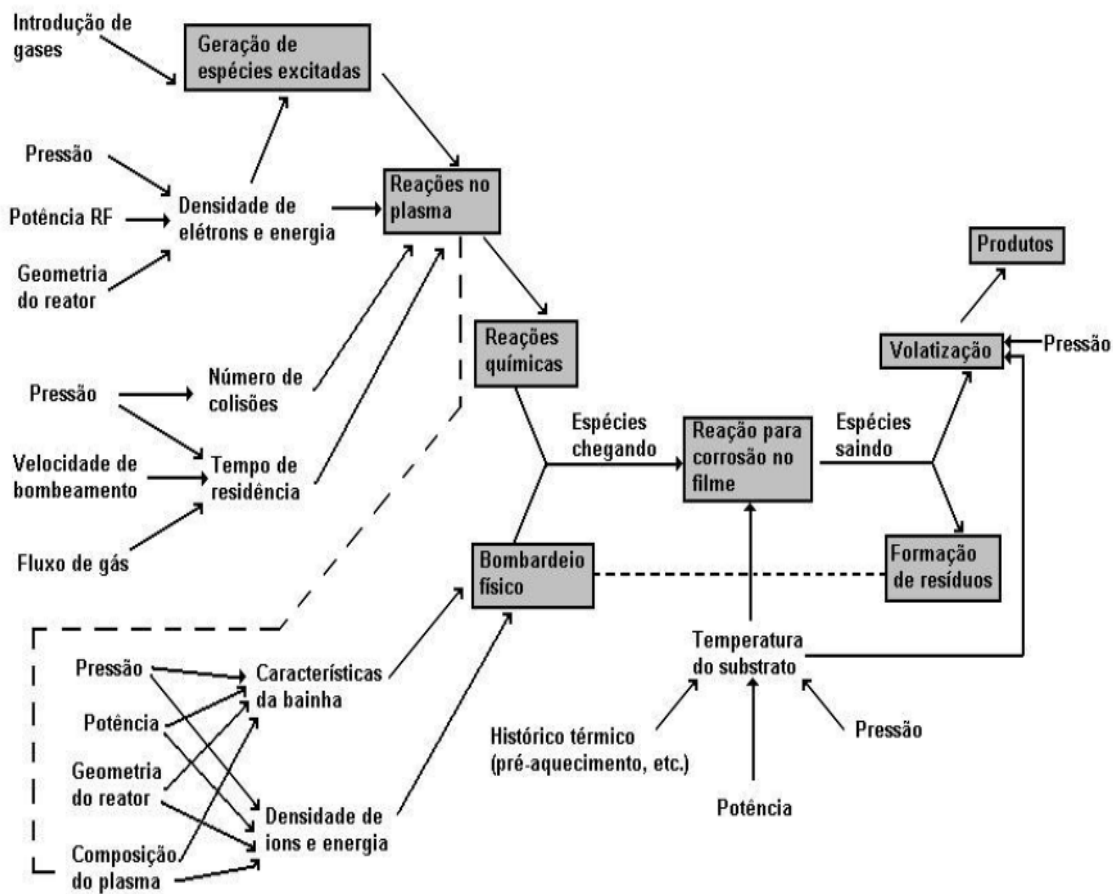 Introdução de
gases
Geração de
espécies excitadas
Pressão
Potência RF
Geometria
do reator
Densidade de
elétrons e energia
Reações no
plasma
Pressão
Velocidade de
bombeamento
Fluxo de gás
Número de
colisões
Tempo de
residência
Reações
químicas
Espécies
chegando
Reação para
corrosão no
filme
Espécies
saindo
Produtos
Volatização
Pressão
Formação
de resíduos
Bombardeio
físico
Pressão
Potência
Geometria
do reator
Composição
do plasma
Características
da bainha
Densidade de
ions e energia
Temperatura
do substrato
Histórico térmico
(pré-aquecimento, etc.)
Potência
Pressão